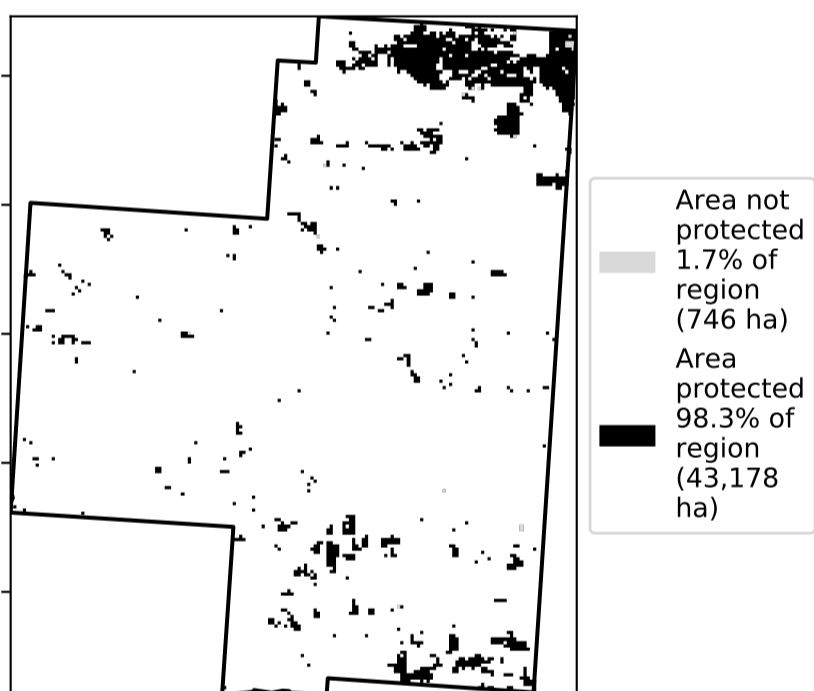 Area not
protected
1.7% of
region
(746 ha)
Area
protected
98.3% of
region
(43,178
ha)